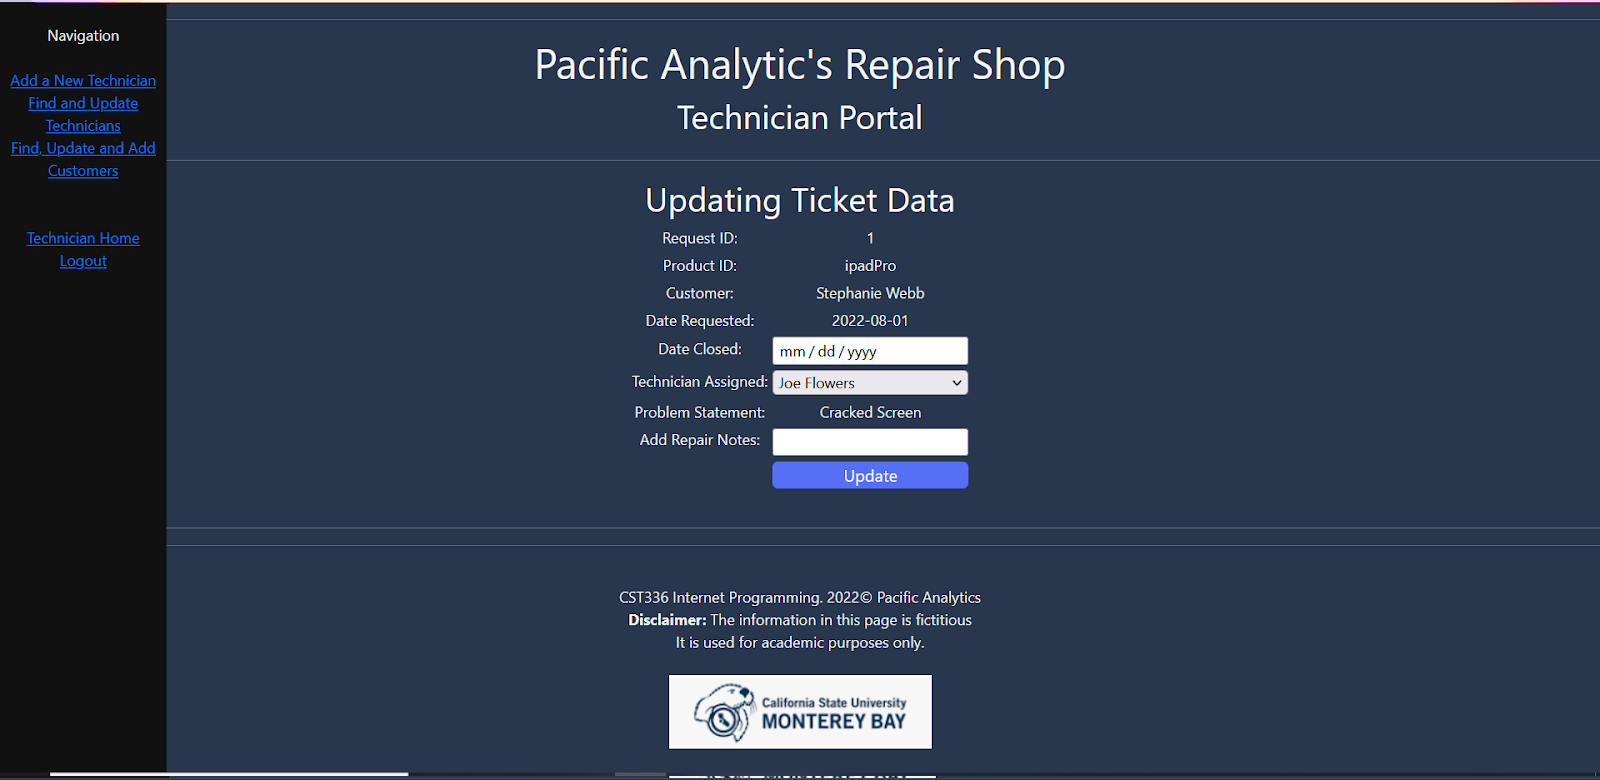 Navigation
Add a New Technician
Find and Update
Technicians
Find, Update and Add
Customers
Technician Home
Logout
Pacific Analytic's Repair Shop
Technician Portal
Updating Ticket Data
Request ID: 1
Product ID: ipadPro
Customer: Stephanie Webb
Date Requested: 2022-08-01
Date Closed: mm/dd/yyyy
Technician Assigned: Joe Flowers
Problem Statement: Cracked Screen
Add Repair Notes:
Update
CST336 Internet Programming. 2022© Pacific Analytics
Disclaimer: The information in this page is fictitious
It is used for academic purposes only.
California State University
MONTEREY BAY